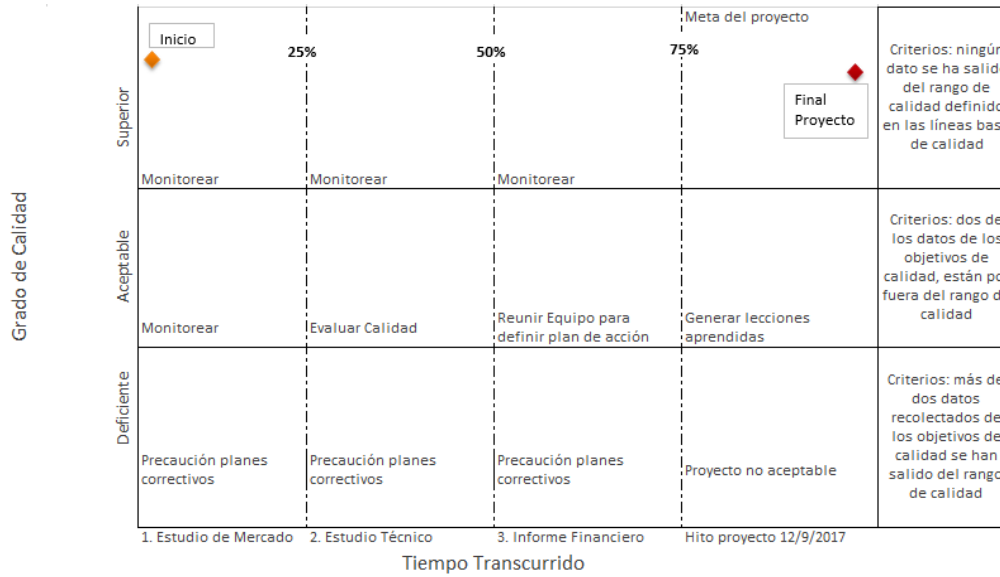 Meta del proyecto
Inicio
25%
50%
75%
Final
Proyecto
Superior
Monitorear
Monitorear
Monitorear
Criterios: ningún
dato se ha salid
del rango de
calidad definido
en las líneas bas
de calidad
Grado de Calidad
Aceptable
Monitorear
Evaluar Calidad
Reunir Equipo para
definir plan de acción
Generar lecciones
aprendidas
Criterios: dos de
los datos de los
objetivos de
calidad, están po
fuera del rango d
calidad
Deficiente
Precaución planes
correctivos
Precaución planes
correctivos
Precaución planes
correctivos
Proyecto no aceptable
Criterios: más de
dos datos
recolectados de
los objetivos de
calidad se han
salido del rango
de calidad
1. Estudio de Mercado
2. Estudio Técnico
3. Informe Financiero
Hito proyecto 12/9/2017
Tiempo Transcurrido